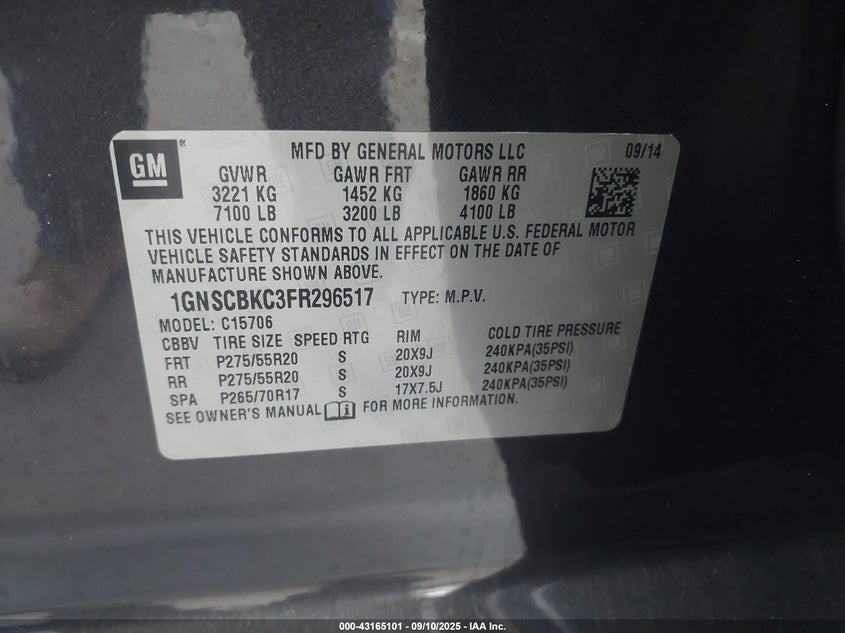 GM ®
MFD BY GENERAL MOTORS LLC 09/14
GVWR GAWR FRT GAWR RR
3221 KG 1452 KG 1860 KG
7100 LB 3200 LB 4100 LB
THIS VEHICLE CONFORMS TO ALL APPLICABLE U.S. FEDERAL MOTOR
VEHICLE SAFETY STANDARDS IN EFFECT ON THE DATE OF
MANUFACTURE SHOWN ABOVE.
1GNSCBKC3FR296517 TYPE: M.P.V.
MODEL: C15706
CBBV TIRE SIZE SPEED RTG RIM COLD TIRE PRESSURE
FRT P275/55R20 S 20X9J 240KPA(35PSI)
RR P275/55R20 S 20X9J 240KPA(35PSI)
SPA P265/70R17 S 17X7.5J 240KPA(35PSI)
SEE OWNER'S MANUAL i FOR MORE INFORMATION.
000-43165101 - 09/10/2025 - IAA Inc.